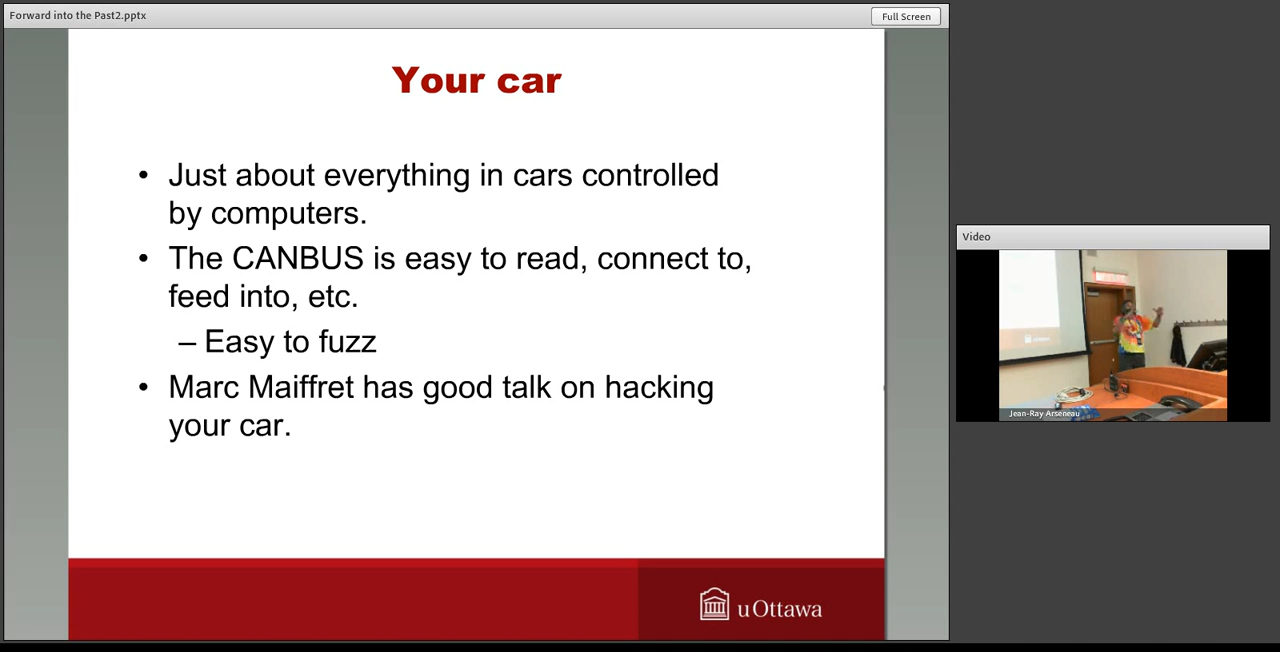 Forward into the Past2.pptx
Full Screen
Your car
• Just about everything in cars controlled
by computers.
• The CANBUS is easy to read, connect to,
feed into, etc.
– Easy to fuzz
• Marc Maiffret has good talk on hacking
your car.
uOttawa
Video
Jean-Ray Arseneau